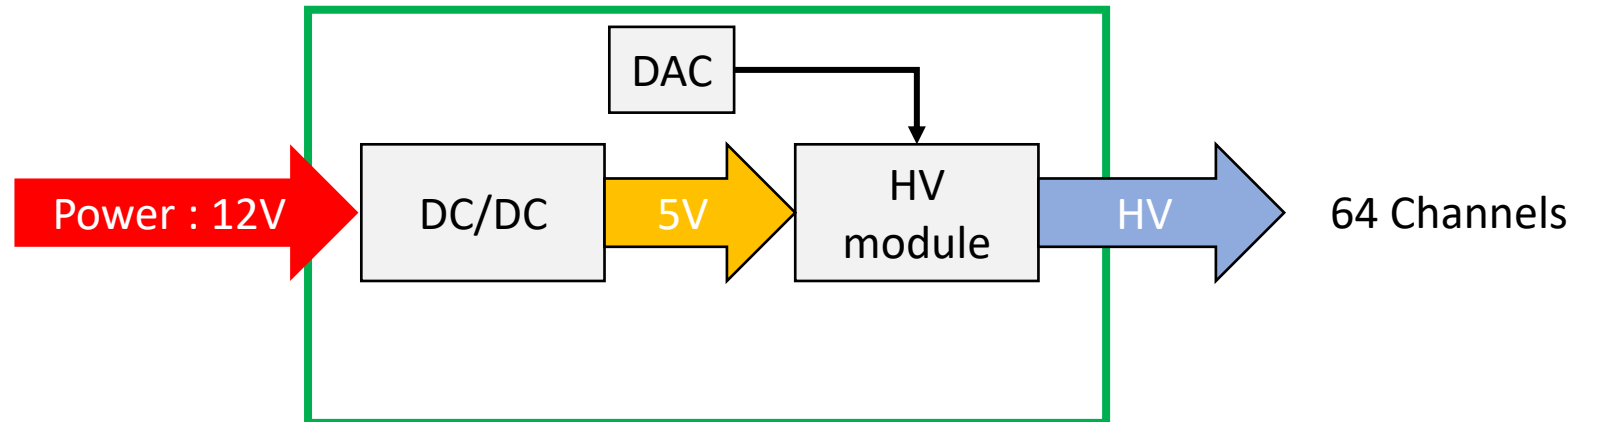 DAC
Power : 12V
DC/DC
5V
HV
module
HV
64 Channels